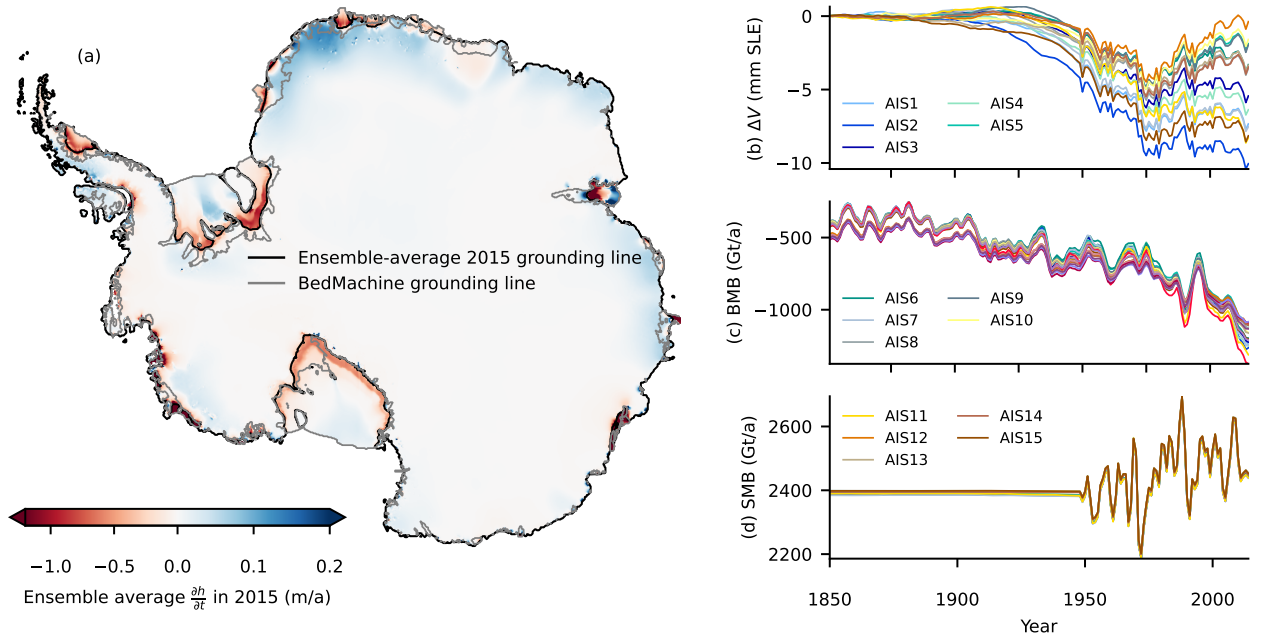 (a)
Ensemble-average 2015 grounding line
BedMachine grounding line
−1.0 −0.5 0.0 0.1 0.2
Ensemble average ∂h/∂t in 2015 (m/a)
(b) ΔV (mm SLE)
0
−5
−10
AIS1 AIS4
AIS2 AIS5
AIS3
(c) BMB (Gt/a)
−500
−1000
AIS6 AIS9
AIS7 AIS10
AIS8
(d) SMB (Gt/a)
2600
2400
2200
AIS11 AIS14
AIS12 AIS15
AIS13
1850 1900 1950 2000
Year